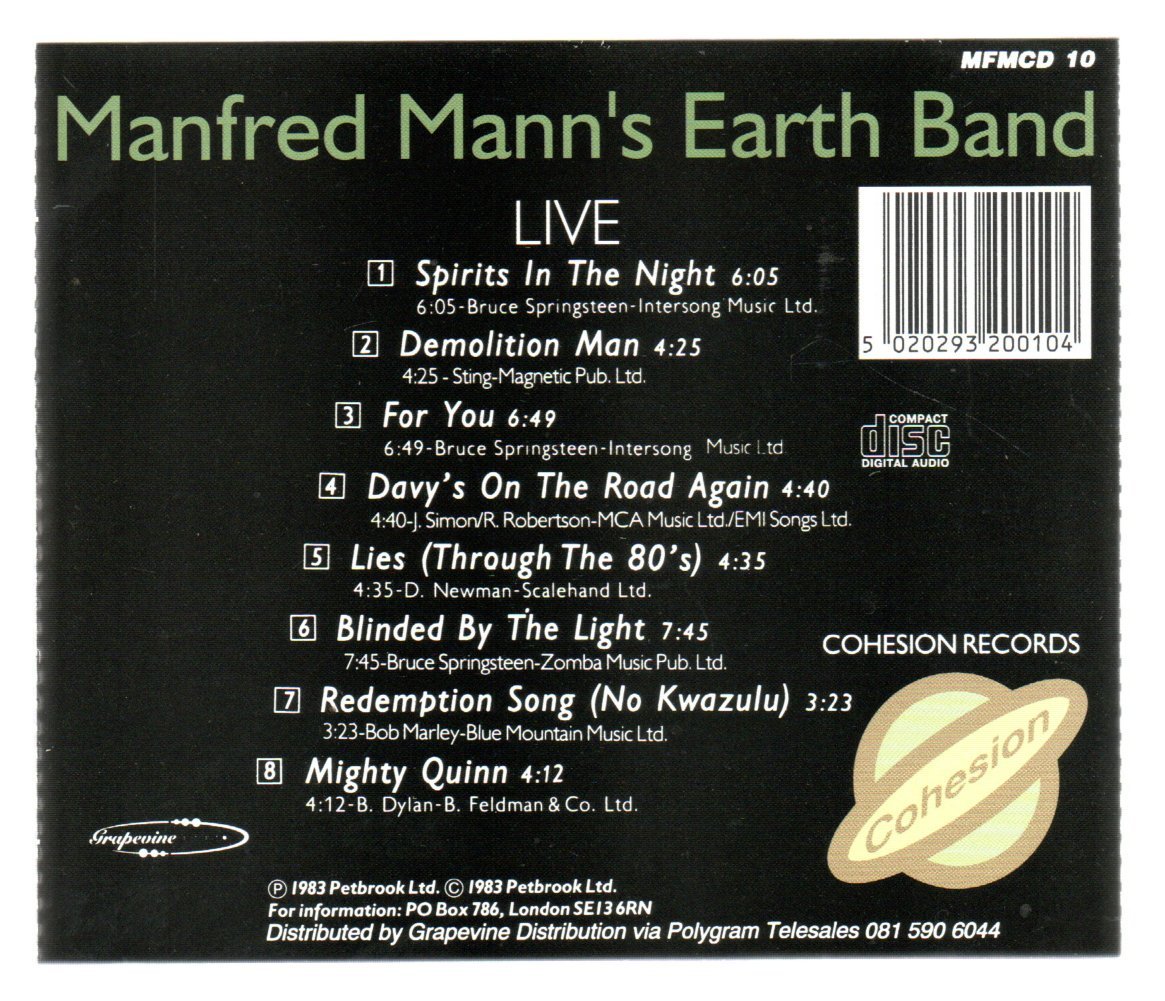 MFMCD 10
Manfred Mann's Earth Band
LIVE
1 Spirits In The Night 6:05
6:05-Bruce Springsteen-Intersong Music Ltd.
2 Demolition Man 4:25
4:25 - Sting-Magnetic Pub. Ltd.
3 For You 6:49
6:49-Bruce Springsteen-Intersong Music Ltd.
4 Davy's On The Road Again 4:40
4:40-J. Simon/R. Robertson-MCA Music Ltd./EMI Songs Ltd.
5 Lies (Through The 80's) 4:35
4:35-D. Newman-Scalehand Ltd.
6 Blinded By The Light 7:45
7:45-Bruce Springsteen-Zomba Music Pub. Ltd.
7 Redemption Song (No Kwazulu) 3:23
3:23-Bob Marley-Blue Mountain Music Ltd.
8 Mighty Quinn 4:12
4:12-B. Dylan-B. Feldman & Co. Ltd.
5 020293 200104
COMPACT
disc
DIGITAL AUDIO
COHESION RECORDS
Cohesion
Grapevine
Ⓟ 1983 Petbrook Ltd. © 1983 Petbrook Ltd.
For information: PO Box 786, London SE13 6RN
Distributed by Grapevine Distribution via Polygram Telesales 081 590 6044